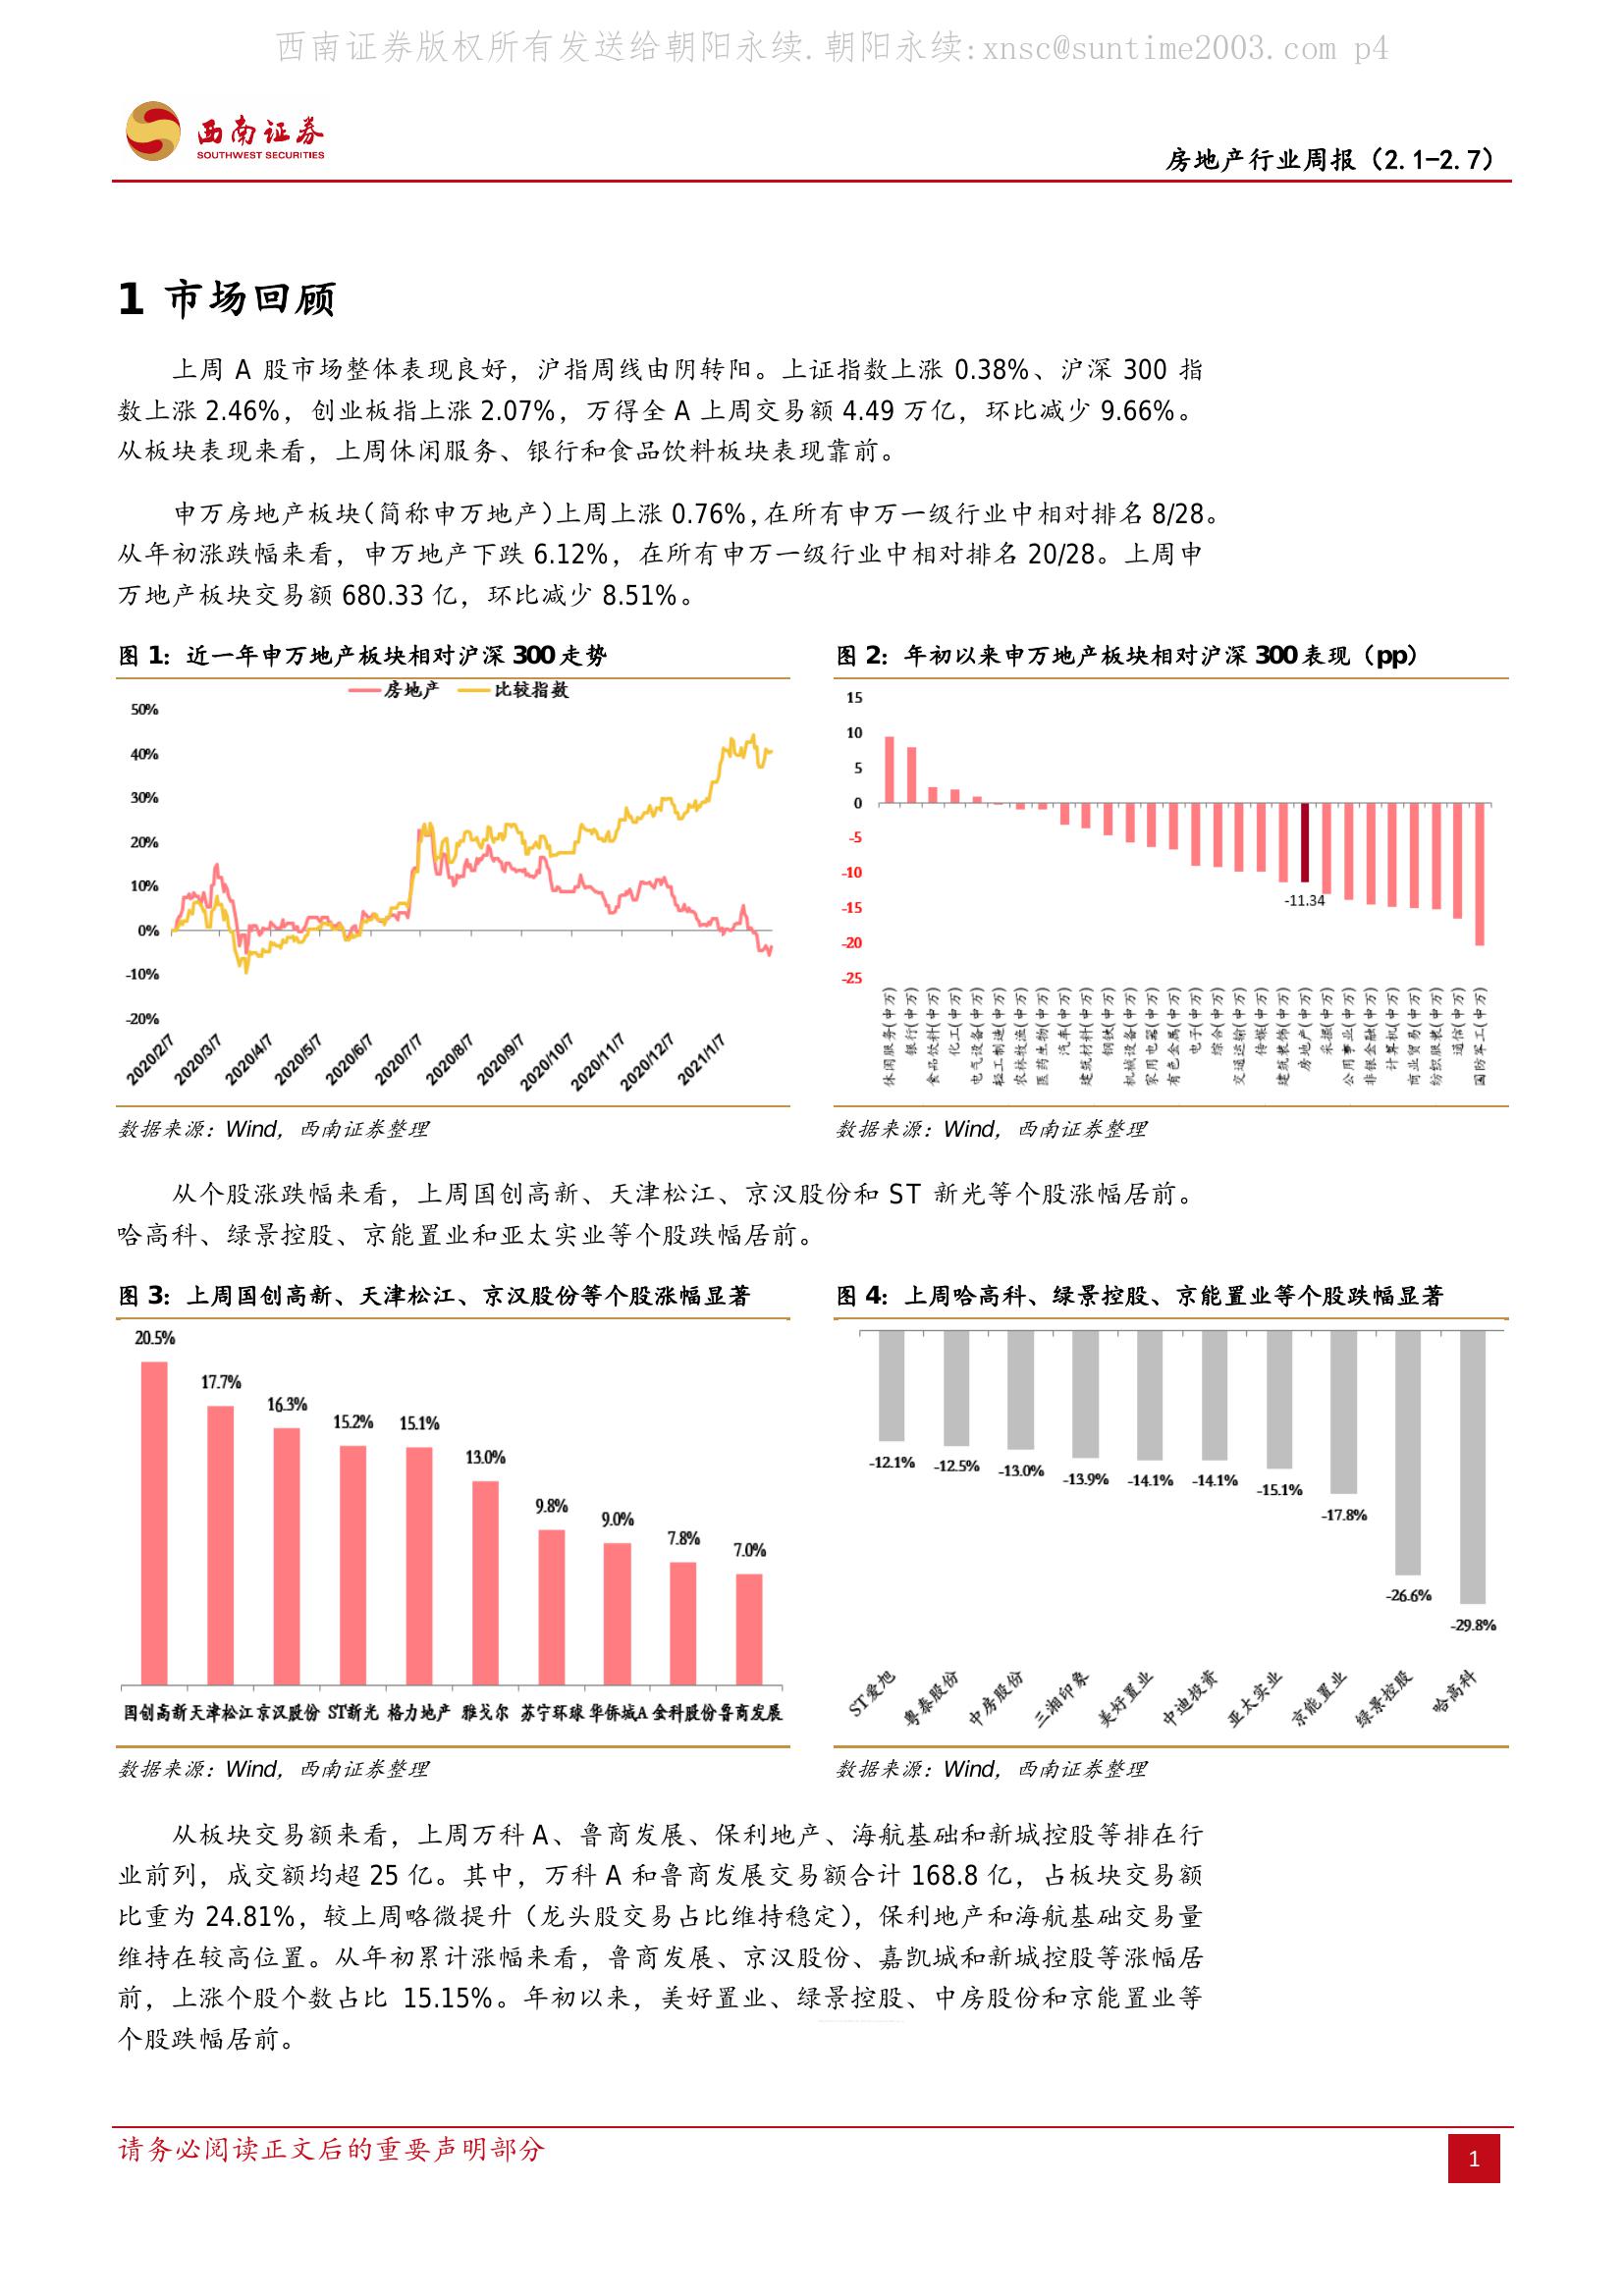 西南证券版权所有发送给朝阳永续.朝阳永续:xnsc@suntime2003.com p4
西南证券
SOUTHWEST SECURITIES
房地产行业周报（2.1-2.7）
1 市场回顾
上周 A 股市场整体表现良好，沪指周线由阴转阳。上证指数上涨 0.38%、沪深 300 指
数上涨 2.46%，创业板指上涨 2.07%，万得全 A 上周交易额 4.49 万亿，环比减少 9.66%。
从板块表现来看，上周休闲服务、银行和食品饮料板块表现靠前。
申万房地产板块（简称申万地产）上周上涨 0.76%，在所有申万一级行业中相对排名 8/28。
从年初涨跌幅来看，申万地产下跌 6.12%，在所有申万一级行业中相对排名 20/28。上周申
万地产板块交易额 680.33 亿，环比减少 8.51%。
图 1：近一年申万地产板块相对沪深 300 走势
房地产 比较指数
50%
40%
30%
20%
10%
0%
-10%
-20%
2020/2/7 2020/3/7 2020/4/7 2020/5/7 2020/6/7 2020/7/7 2020/8/7 2020/9/7 2020/10/7 2020/11/7 2020/12/7 2021/1/7
数据来源：Wind，西南证券整理
图 2：年初以来申万地产板块相对沪深 300 表现（pp）
15
10
5
0
-5
-10
-15
-20
-25
-11.34
休闲服务(申万)
银行(申万)
食品饮料(申万)
化工(申万)
电气设备(申万)
轻工制造(申万)
农林牧渔(申万)
医药生物(申万)
汽车(申万)
建筑材料(申万)
钢铁(申万)
机械设备(申万)
家用电器(申万)
有色金属(申万)
电子(申万)
综合(申万)
交通运输(申万)
传媒(申万)
建筑装饰(申万)
房地产(申万)
采掘(申万)
公用事业(申万)
非银金融(申万)
计算机(申万)
商业贸易(申万)
纺织服装(申万)
通信(申万)
国防军工(申万)
数据来源：Wind，西南证券整理
从个股涨跌幅来看，上周国创高新、天津松江、京汉股份和 ST 新光等个股涨幅居前。
哈高科、绿景控股、京能置业和亚太实业等个股跌幅居前。
图 3：上周国创高新、天津松江、京汉股份等个股涨幅显著
20.5% 17.7% 16.3% 15.2% 15.1% 13.0% 9.8% 9.0% 7.8% 7.0%
国创高新 天津松江 京汉股份 ST新光 格力地产 雅戈尔 苏宁环球 华侨城A 金科股份 鲁商发展
数据来源：Wind，西南证券整理
图 4：上周哈高科、绿景控股、京能置业等个股跌幅显著
-12.1% -12.5% -13.0% -13.9% -14.1% -14.1% -15.1% -17.8% -26.6% -29.8%
ST爱旭 粤泰股份 中房股份 三湘印象 美好置业 中迪投资 亚太实业 京能置业 绿景控股 哈高科
数据来源：Wind，西南证券整理
从板块交易额来看，上周万科 A、鲁商发展、保利地产、海航基础和新城控股等排在行
业前列，成交额均超 25 亿。其中，万科 A 和鲁商发展交易额合计 168.8 亿，占板块交易额
比重为 24.81%，较上周略微提升（龙头股交易占比维持稳定），保利地产和海航基础交易量
维持在较高位置。从年初累计涨幅来看，鲁商发展、京汉股份、嘉凯城和新城控股等涨幅居
前，上涨个股个数占比 15.15%。年初以来，美好置业、绿景控股、中房股份和京能置业等
个股跌幅居前。
请务必阅读正文后的重要声明部分
1